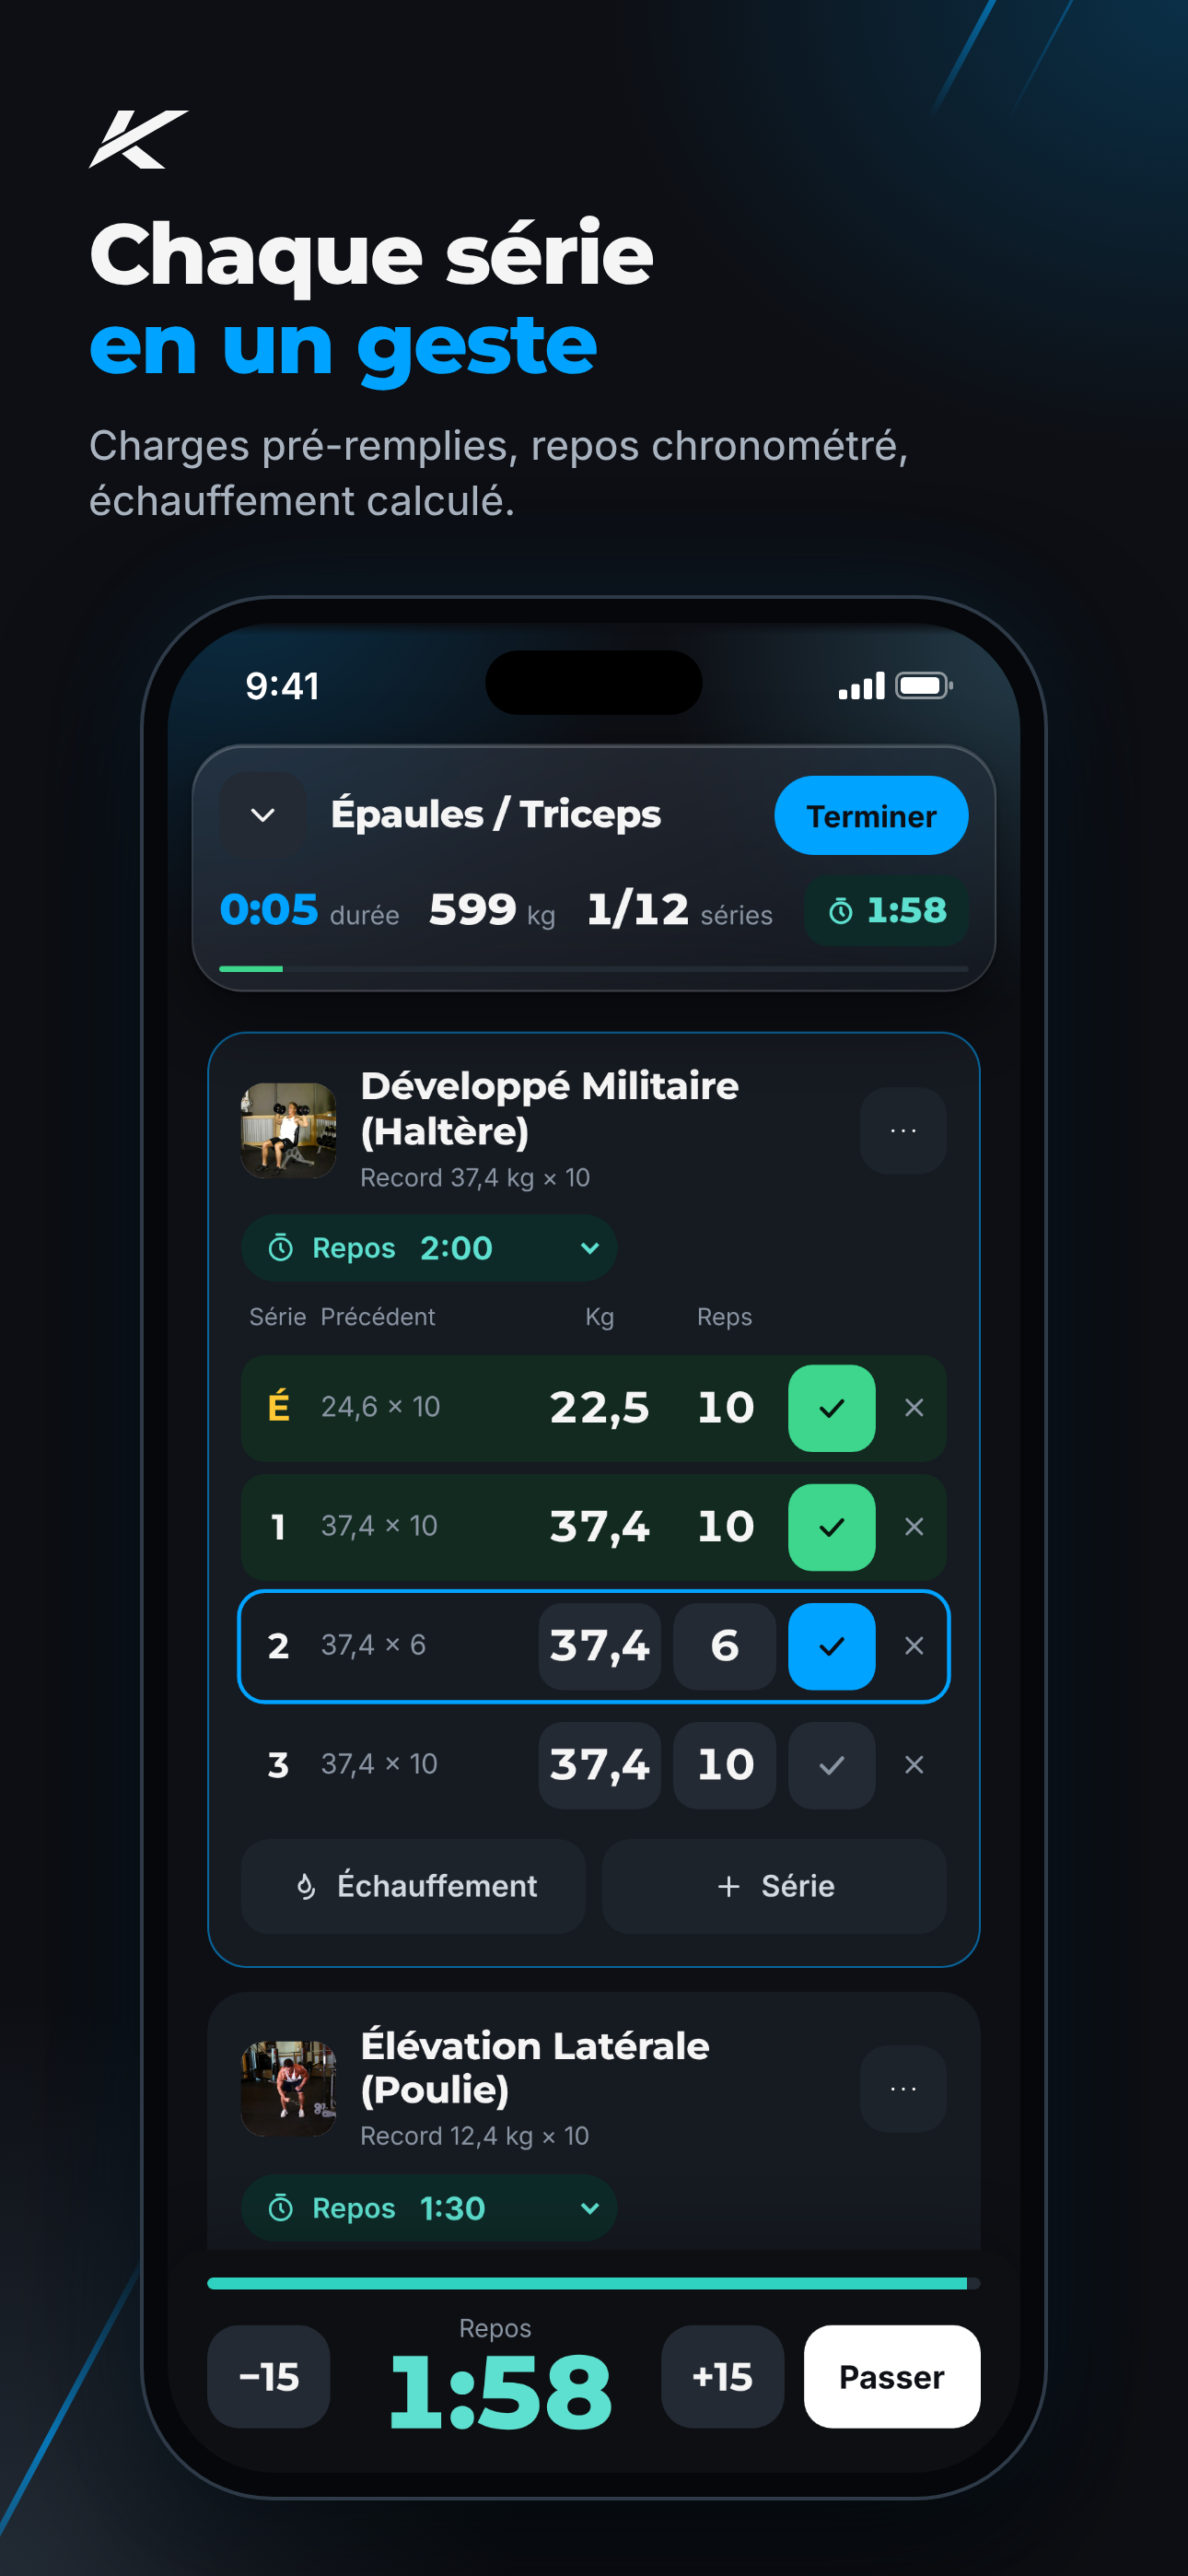 Chaque série
en un geste
Charges pré-remplies, repos chronométré,
échauffement calculé.
9:41
Épaules / Triceps
Terminer
0:05 durée 599 kg 1/12 séries 1:58
Développé Militaire
(Haltère)
Record 37,4 kg × 10
...
Repos 2:00
Série Précédent Kg Reps
É 24,6 × 10 22,5 10
1 37,4 × 10 37,4 10
2 37,4 × 6 37,4 6
3 37,4 × 10 37,4 10
Échauffement
+ Série
Élévation Latérale
(Poulie)
Record 12,4 kg × 10
...
Repos 1:30
Repos
−15 1:58 +15 Passer